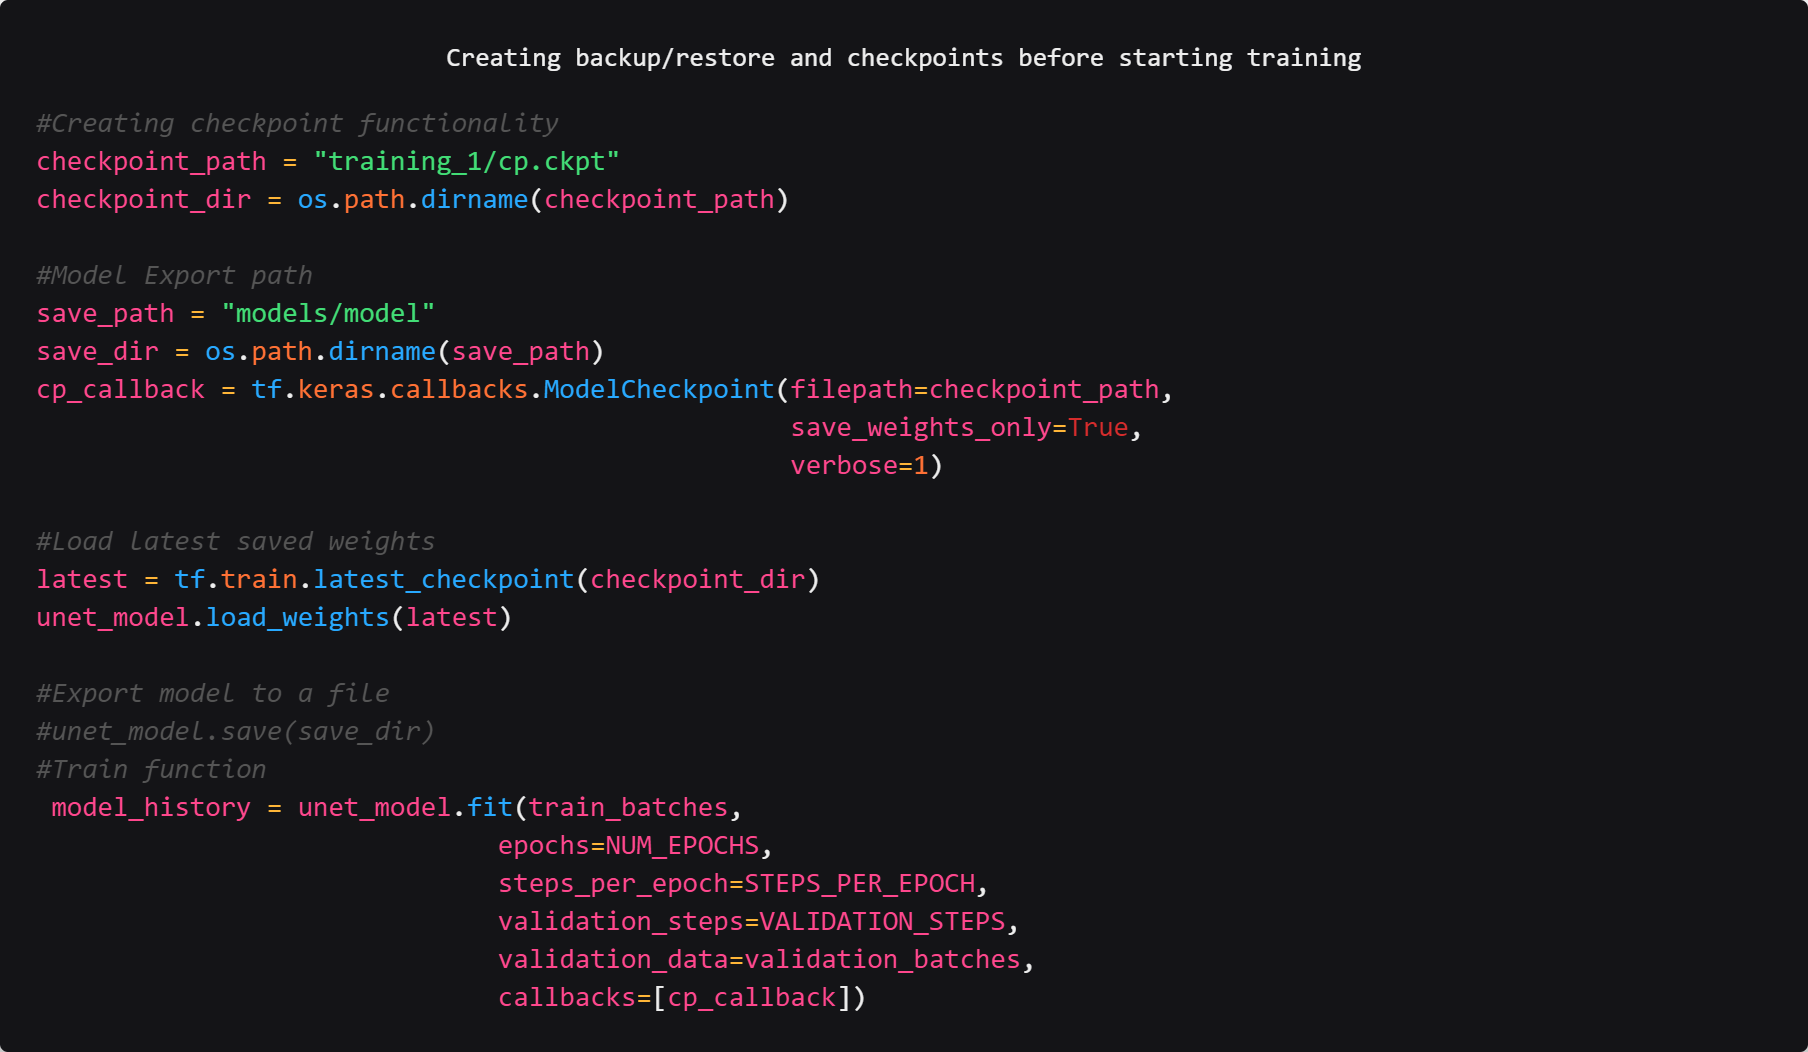 Creating backup/restore and checkpoints before starting training
#Creating checkpoint functionality
checkpoint_path = "training_1/cp.ckpt"
checkpoint_dir = os.path.dirname(checkpoint_path)
#Model Export path
save_path = "models/model"
save_dir = os.path.dirname(save_path)
cp_callback = tf.keras.callbacks.ModelCheckpoint(filepath=checkpoint_path,
save_weights_only=True,
verbose=1)
#Load latest saved weights
latest = tf.train.latest_checkpoint(checkpoint_dir)
unet_model.load_weights(latest)
#Export model to a file
#unet_model.save(save_dir)
#Train function
model_history = unet_model.fit(train_batches,
epochs=NUM_EPOCHS,
steps_per_epoch=STEPS_PER_EPOCH,
validation_steps=VALIDATION_STEPS,
validation_data=validation_batches,
callbacks=[cp_callback])